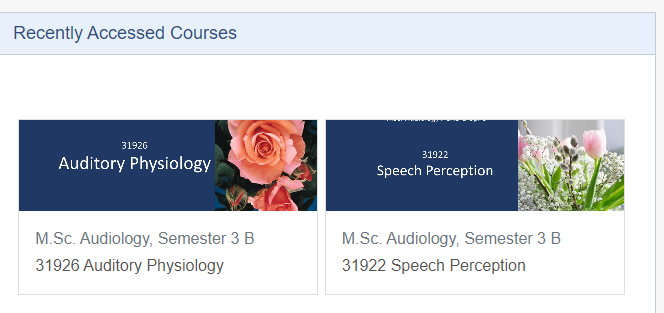 Recently Accessed Courses
31926
Auditory Physiology
31922
Speech Perception
M.Sc. Audiology, Semester 3 B
31926 Auditory Physiology
M.Sc. Audiology, Semester 3 B
31922 Speech Perception